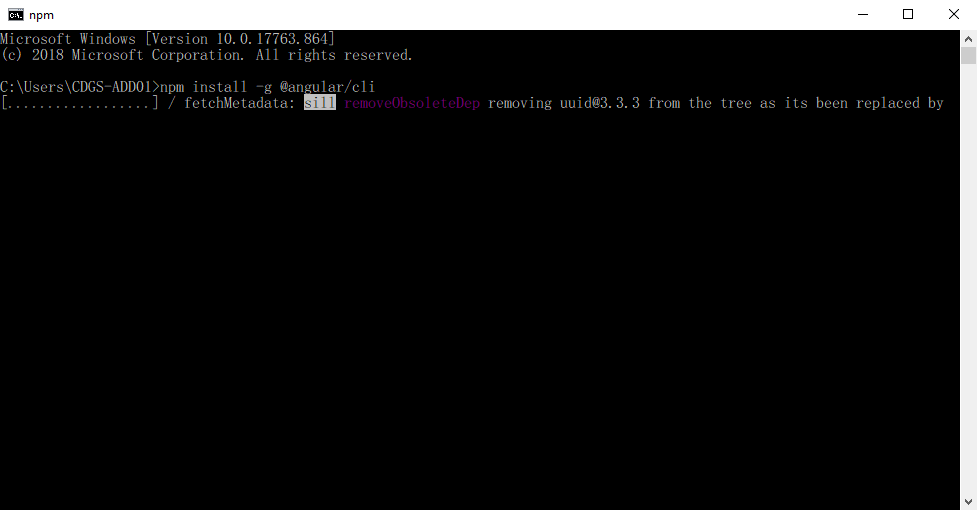 npm
Microsoft Windows [Version 10.0.17763.864]
(c) 2018 Microsoft Corporation. All rights reserved.
C:\Users\CDGS-ADD01>npm install -g @angular/cli
[..................] / fetchMetadata: sill removeObsoleteDep removing uuid@3.3.3 from the tree as its been replaced by